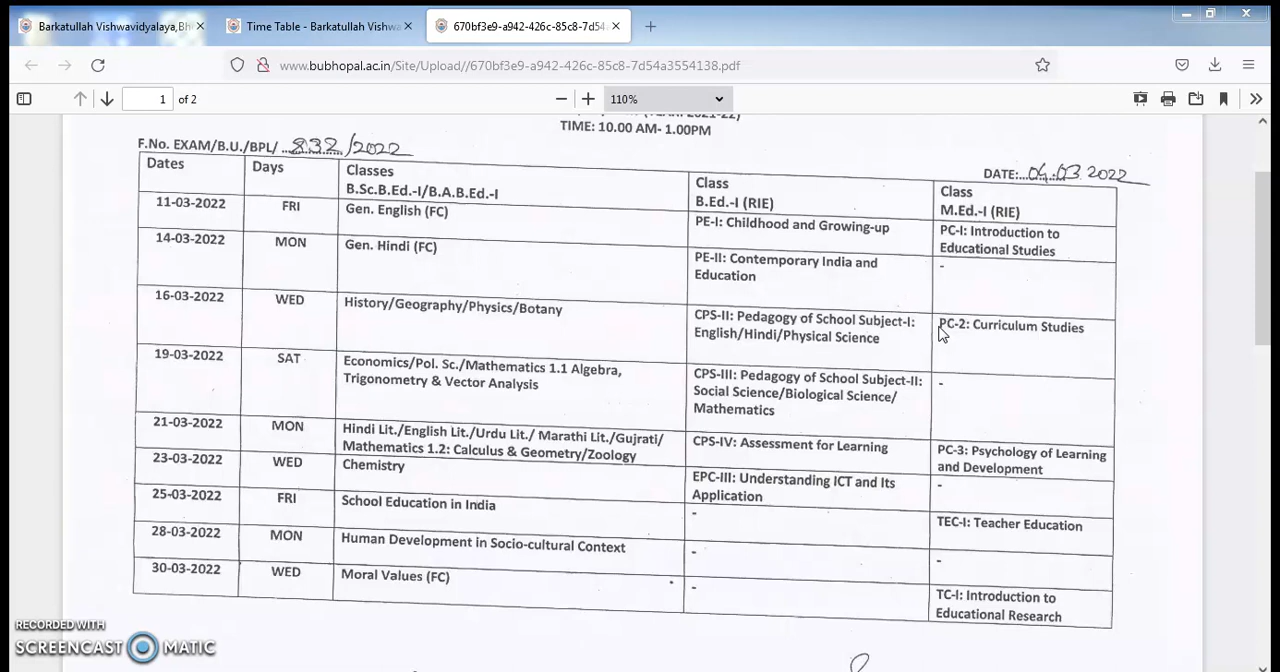 Barkatullah Vishwavidyalaya,BH
Time Table - Barkatullah Vishwa
670bf3e9-a942-426c-85c8-7d54
www.bubhopal.ac.in/Site/Upload//670bf3e9-a942-426c-85c8-7d54a3554138.pdf
1 of 2
110%
TIME: 10.00 AM- 1.00PM
F.No. EXAM/B.U./BPL/ ...832/2022
DATE:...04.03.2022
Dates Days Classes B.Sc.B.Ed.-I/B.A.B.Ed.-I Class B.Ed.-I (RIE) Class M.Ed.-I (RIE)
11-03-2022 FRI Gen. English (FC) PE-I: Childhood and Growing-up PC-I: Introduction to
Educational Studies
14-03-2022 MON Gen. Hindi (FC) PE-II: Contemporary India and -
Education
16-03-2022 WED History/Geography/Physics/Botany CPS-II: Pedagogy of School Subject-I: PC-2: Curriculum Studies
English/Hindi/Physical Science
19-03-2022 SAT Economics/Pol. Sc./Mathematics 1.1 Algebra, CPS-III: Pedagogy of School Subject-II: -
Trigonometry & Vector Analysis Social Science/Biological Science/
Mathematics
21-03-2022 MON Hindi Lit./English Lit./Urdu Lit./ Marathi Lit./Gujrati/ CPS-IV: Assessment for Learning PC-3: Psychology of Learning
Mathematics 1.2: Calculus & Geometry/Zoology and Development
23-03-2022 WED Chemistry EPC-III: Understanding ICT and Its -
Application
25-03-2022 FRI School Education in India - TEC-I: Teacher Education
28-03-2022 MON Human Development in Socio-cultural Context - -
30-03-2022 WED Moral Values (FC) - TC-I: Introduction to
Educational Research
RECORDED WITH
SCREENCAST MATIC